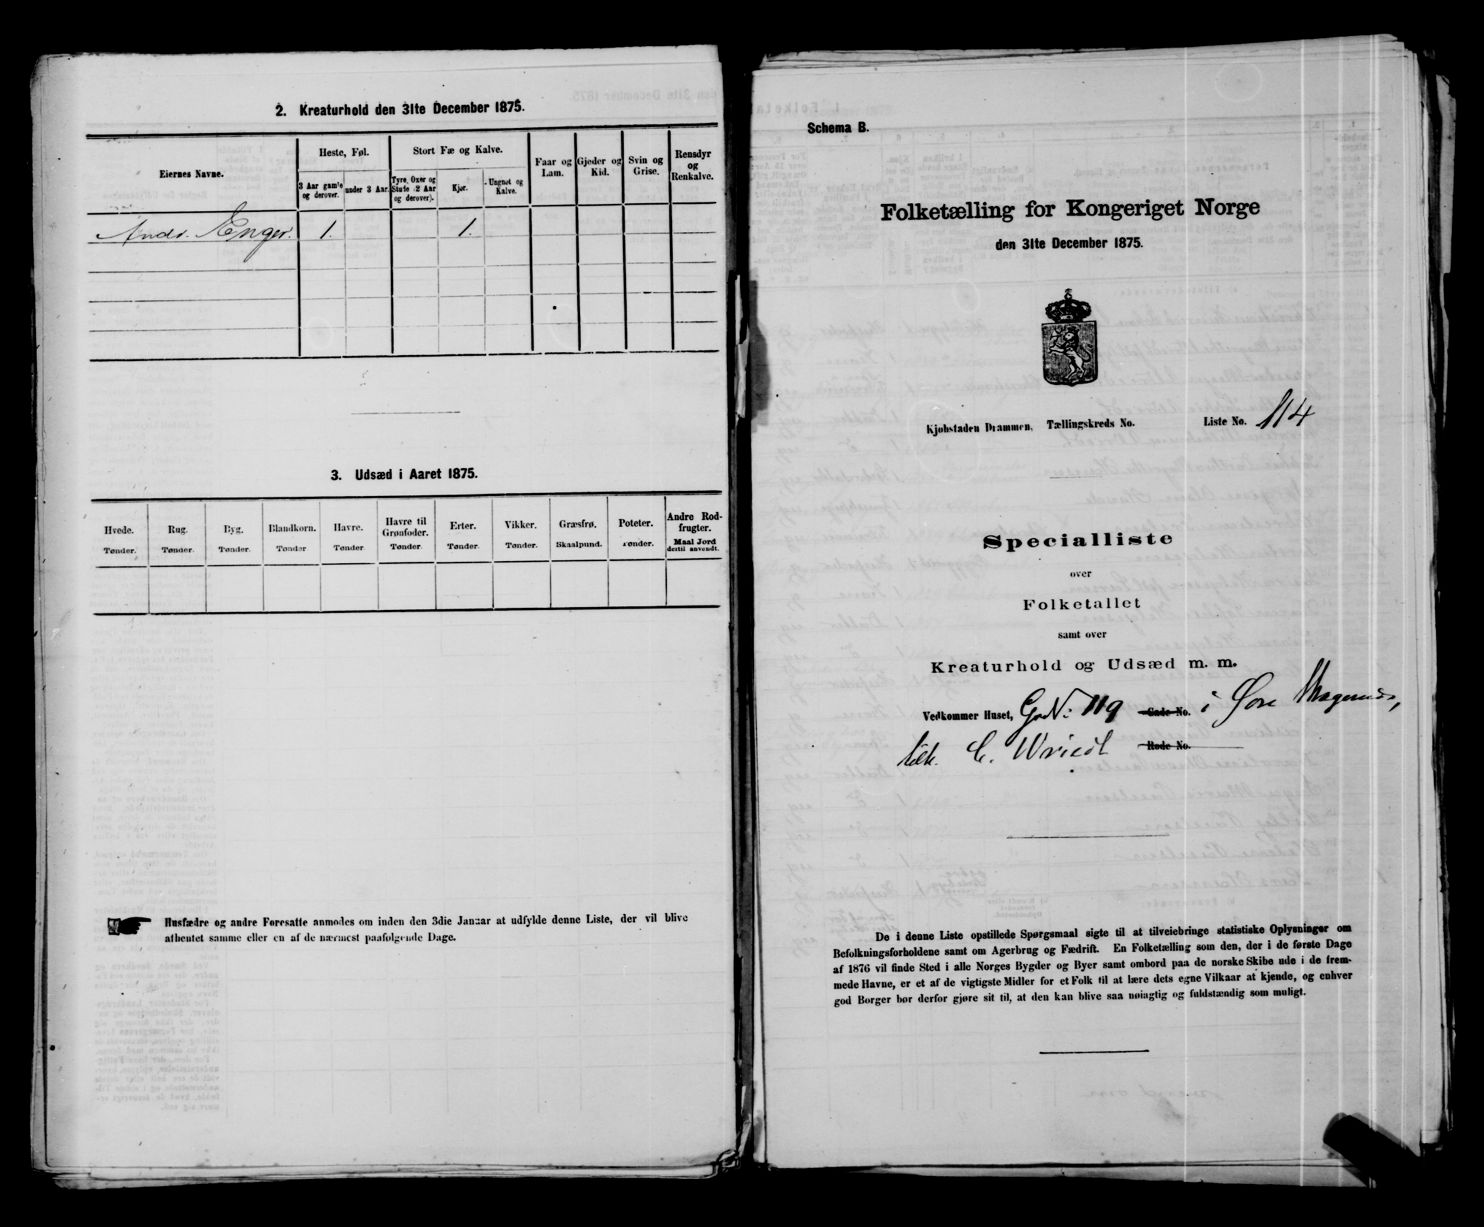 2. Kreaturhold den 31te December 1875.
Eiernes Navne.
Heste, Føl.
Stort Fæ og Kalve.
Faar og Lam.
Gjeder og Kid.
Svin og Grise.
Rensdyr og Renkalve.
3 Aar gamle og derover.
under 3 Aar.
Tyre, Oxer og Stude (2 Aar og derover).
Kjør.
Ungnøt og Kalve.
Ands. Enger. 1. 1.
3. Udsæd i Aaret 1875.
Hvede. Rug. Byg. Blandkorn. Havre. Havre til Grønfoder. Erter. Vikker. Græsfrø. Poteter. Andre Rodfrugter.
Tønder. Tønder. Tønder. Tønder Tønder. Tønder. Tønder. Tønder. Skaalpund. Tønder. Maal Jord dertil anvendt.
Husfædre og andre Foresatte anmodes om inden den 3die Januar at udfylde denne Liste, der vil blive
afhentet samme eller en af de nærmest paafølgende Dage.
Schema B.
Folketælling for Kongeriget Norge
den 31te December 1875.
Kjøbstaden Drammen, Tællingskreds No. Liste No. 114
Specialliste
over
Folketallet
samt over
Kreaturhold og Udsæd m. m.
Vedkommer Huset, G. No: 119 Gade No. i Øvre
C. Wriedt Rode No.
De i denne Liste opstillede Spørgsmaal sigte til at tilveiebringe statistiske Oplysninger om
Befolkningsforholdene samt om Agerbrug og Fædrift. En Folketælling som den, der i de første Dage
af 1876 vil finde Sted i alle Norges Bygder og Byer samt ombord paa de norske Skibe ude i de frem-
mede Havne, er et af de vigtigste Midler for et Folk til at lære dets egne Vilkaar at kjende, og enhver
god Borger bør derfor gjøre sit til, at den kan blive saa nøiagtig og fuldstændig som muligt.